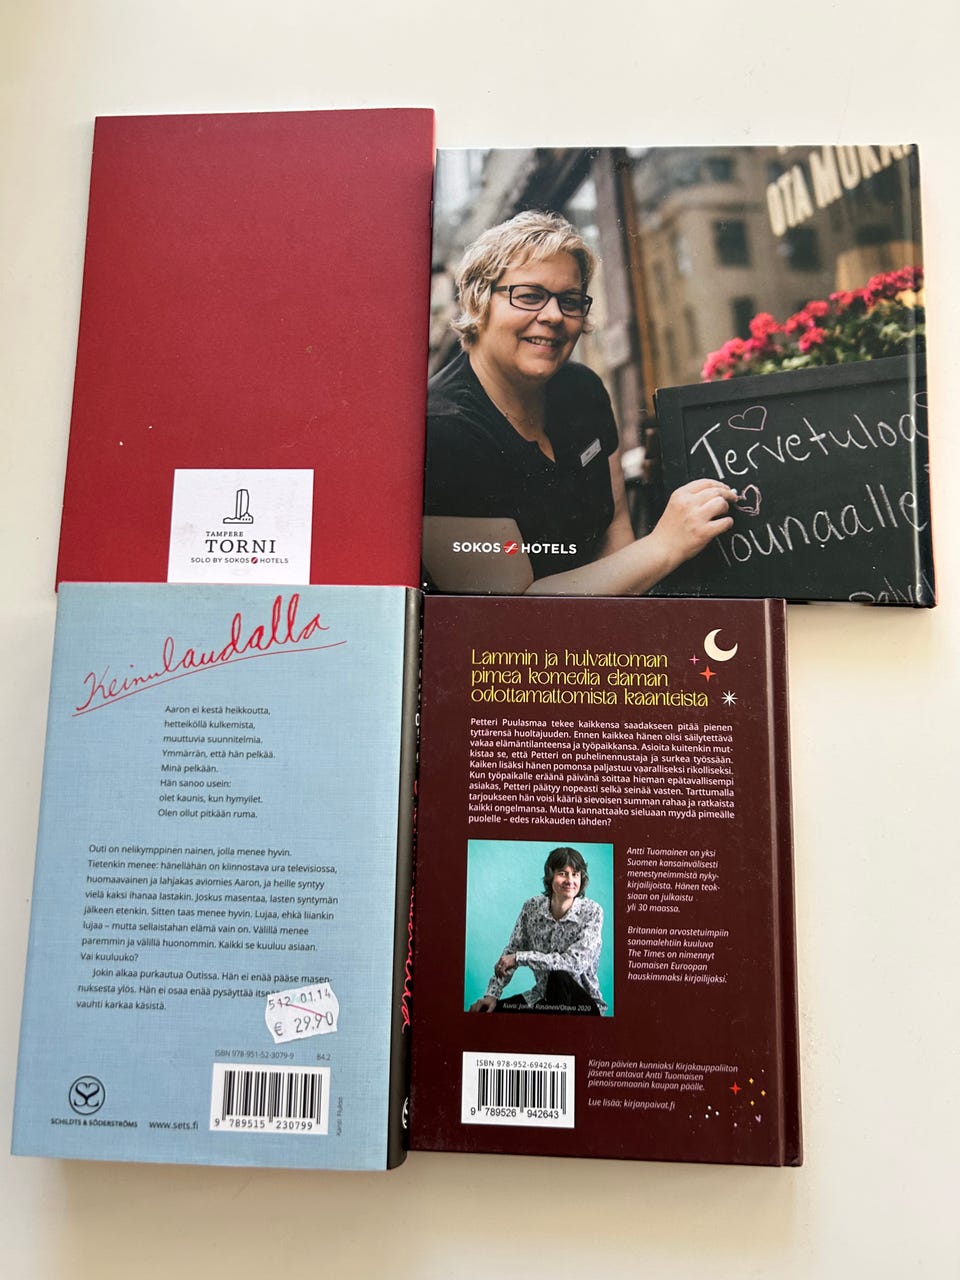 TAMPERE
TORNI
SOLO BY SOKOS HOTELS
OTA MUKA
Tervetuloa
lounaalle
SOKOS HOTELS
Keinulaudalla
Aaron ei kestä heikkoutta,
hetteiköllä kulkemista,
muuttuvia suunnitelmia.
Ymmärrän, että hän pelkää.
Minä pelkään.
Hän sanoo usein:
olet kaunis, kun hymyilet.
Olen ollut pitkään ruma.
Outi on nelikymppinen nainen, jolla menee hyvin.
Tietenkin menee: hänellähän on kiinnostava ura televisiossa,
huomaavainen ja lahjakas aviomies Aaron, ja heille syntyy
vielä kaksi ihanaa lastakin. Joskus masentaa, lasten syntymän
jälkeen etenkin. Sitten taas menee hyvin. Lujaa, ehkä liiankin
lujaa – mutta sellaistahan elämä vain on. Välillä menee
paremmin ja välillä huonommin. Kaikki se kuuluu asiaan.
Vai kuuluuko?
Jokin alkaa purkautua Outissa. Hän ei enää pääse masen-
nuksesta ylös. Hän ei osaa enää pysäyttää
vauhti karkaa käsistä.
512 01.14
€ 29.90
ISBN 978-951-52-3079-9 84.2
SCHILDTS & SÖDERSTRÖMS
www.sets.fi
9 789515 230799
Lämmin ja hulvattoman
pimeä komedia elämän
odottamattomista käänteistä
Petteri Puulasmaa tekee kaikkensa saadakseen pitää pienen
tyttärensä huoltajuuden. Ennen kaikkea hänen olisi säilytettävä
vakaa elämäntilanteensa ja työpaikkansa. Asioita kuitenkin mut-
kistaa se, että Petteri on puhelinennustaja ja surkea työssään.
Kaiken lisäksi hänen pomonsa paljastuu vaaralliseksi rikolliseksi.
Kun työpaikalle eräänä päivänä soittaa hieman epätavallisempi
asiakas, Petteri päätyy nopeasti selkä seinää vasten. Tarttumalla
tarjoukseen hän voisi kääriä sievoisen summan rahaa ja ratkaista
kaikki ongelmansa. Mutta kannattaako sieluaan myydä pimeälle
puolelle – edes rakkauden tähden?
Antti Tuomainen on yksi
Suomen kansainvälisesti
menestyneimmistä nyky-
kirjailijoista. Hänen teok-
siaan on julkaistu
yli 30 maassa.
Britannian arvostetuimpiin
sanomalehtiin kuuluva
The Times on nimennyt
Tuomaisen Euroopan
hauskimmaksi kirjailijaksi.
Kuva: Jonne Räsänen/Otava 2020
ISBN 978-952-69426-4-3
9 789526 942643
Kirjan päivien kunniaksi Kirjakauppaliiton
jäsenet antavat Antti Tuomaisen
pienoisromaanin kaupan päälle.
Lue lisää: kirjanpaivat.fi